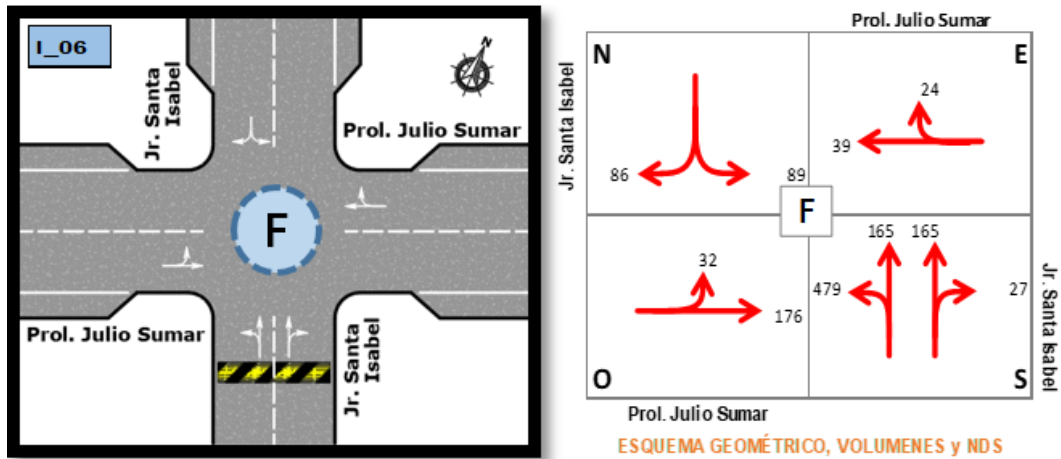 I_06
N
Jr. Santa
Isabel
Prol. Julio Sumar
F
Prol. Julio Sumar
Jr. Santa
Isabel
Prol. Julio Sumar
N
E
Jr. Santa Isabel
24
39
86
89
F
165 165
32
479
27
176
Jr. Santa Isabel
O
S
Prol. Julio Sumar
ESQUEMA GEOMÉTRICO, VOLUMENES y NDS